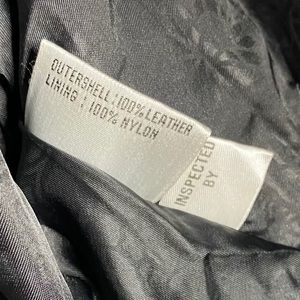 OUTERSHELL:100%LEATHER
LINING:100% NYLON
INSPECTED
BY